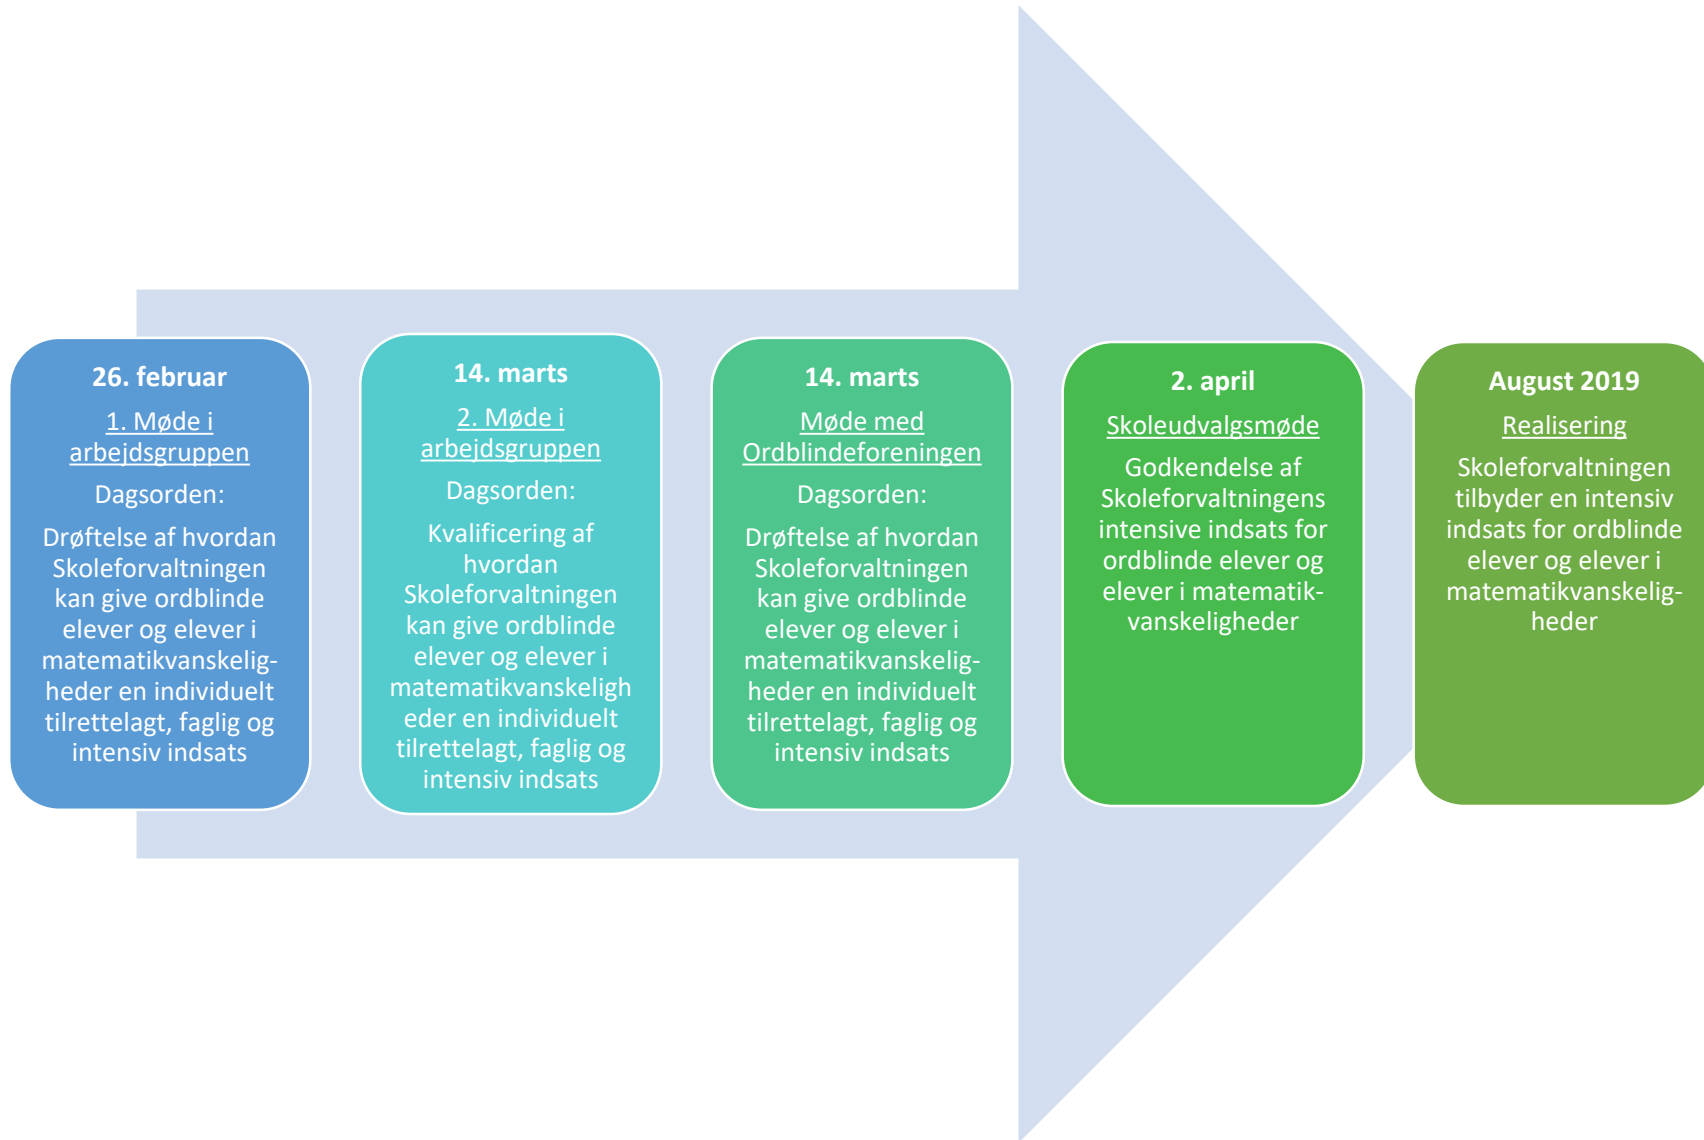 26. februar
1. Møde i
arbejdsgruppen
Dagsorden:
Drøftelse af hvordan
Skoleforvaltningen
kan give ordblinde
elever og elever i
matematikvanskelig-
heder en individuelt
tilrettelagt, faglig og
intensiv indsats
14. marts
2. Møde i
arbejdsgruppen
Dagsorden:
Kvalificering af
hvordan
Skoleforvaltningen
kan give ordblinde
elever og elever i
matematikvanskeligh
eder en individuelt
tilrettelagt, faglig og
intensiv indsats
14. marts
Møde med
Ordblindeforeningen
Dagsorden:
Drøftelse af hvordan
Skoleforvaltningen
kan give ordblinde
elever og elever i
matematikvanskelig-
heder en individuelt
tilrettelagt, faglig og
intensiv indsats
2. april
Skoleudvalgsmøde
Godkendelse af
Skoleforvaltningens
intensive indsats for
ordblinde elever og
elever i matematik-
vanskeligheder
August 2019
Realisering
Skoleforvaltningen
tilbyder en intensiv
indsats for ordblinde
elever og elever i
matematikvanskelig-
heder